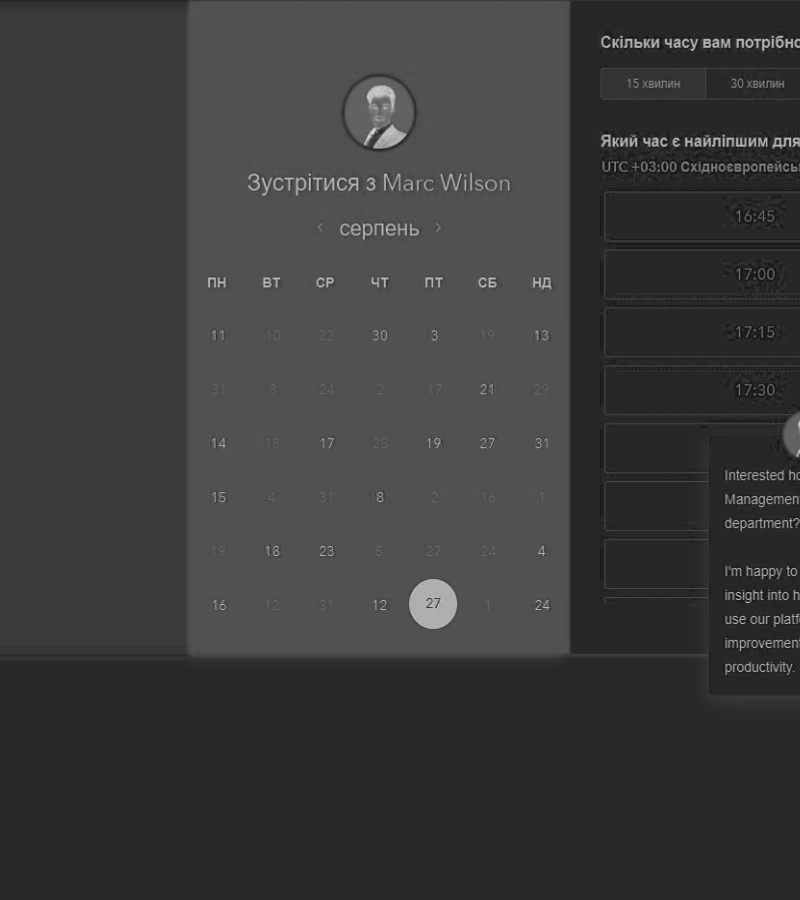 Зустрітися з Marc Wilson
‹ серпень ›
ПН ВТ СР ЧТ ПТ СБ НД
11 10 22 30 3 19 13
31 8 24 2 17 21 29
14 18 17 25 19 27 31
15 4 31 8 2 16 1
19 18 23 5 27 24 4
16 12 31 12 27 1 24
Скільки часу вам потрібно
15 хвилин 30 хвилин
Який час є найліпшим для
UTC +03:00 Східноєвропейсь
16:45
17:00
17:15
17:30
Interested ho
Management
department?
I'm happy to
insight into h
use our platfo
improvement
productivity.